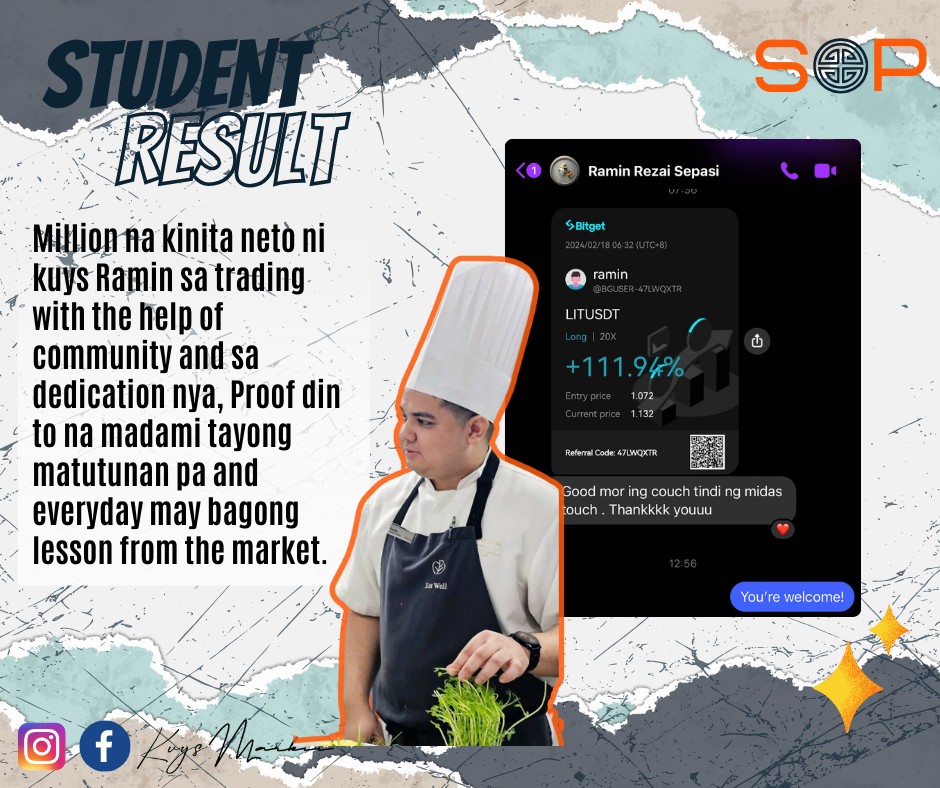 STUDENT
RESULT
SOP
Million na kinita neto ni
kuys Ramin sa trading
with the help of
community and sa
dedication nya, Proof din
to na madami tayong
matutunan pa and
everyday may bagong
lesson from the market.
1
Ramin Rezai Sepasi
07:56
Bitget
2024/02/18 06:32 (UTC+8)
ramin
@BGUSER-47LWQXTR
LITUSDT
Long | 20X
+111.94%
Entry price 1.072
Current price 1.132
Referral Code: 47LWQXTR
Good mor ing couch tindi ng midas
touch . Thankkkk youuu
12:56
You're welcome!
Eat Well
Kuys